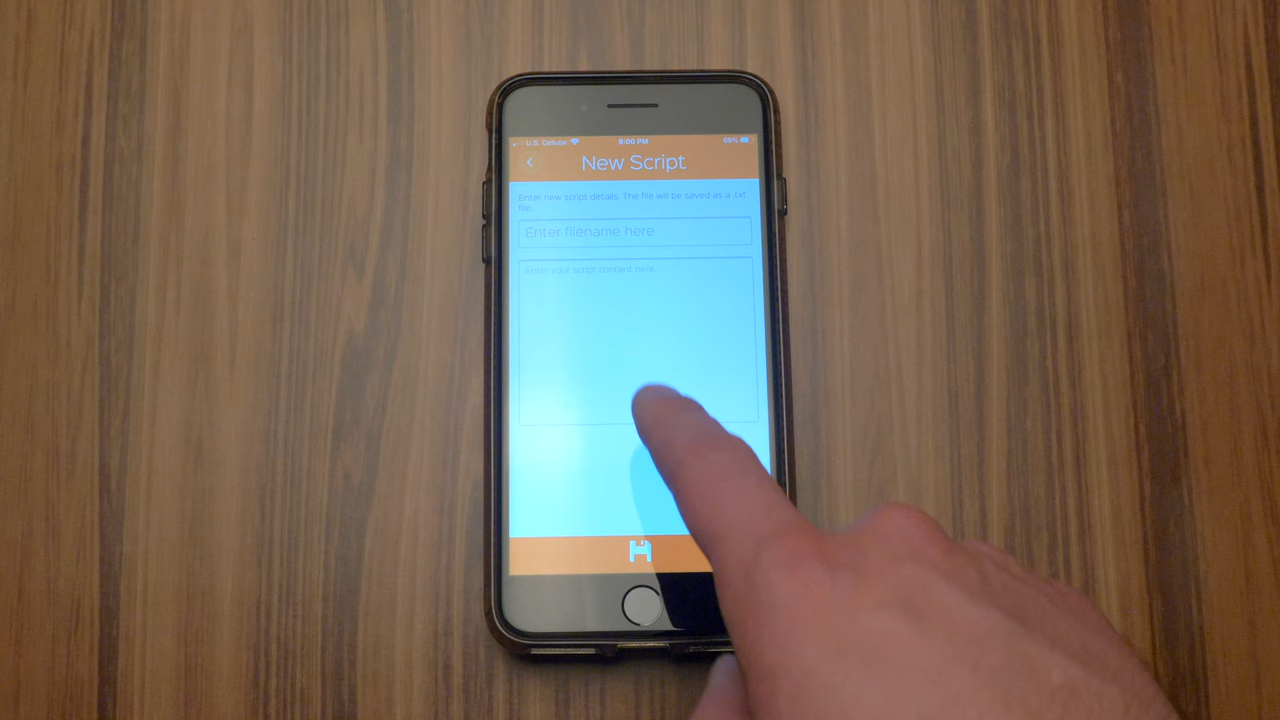 U.S. Cellular 8:00 PM 69%
New Script
Enter new script details. The file will be saved as a .txt
file.
Enter filename here
Enter your script content here.